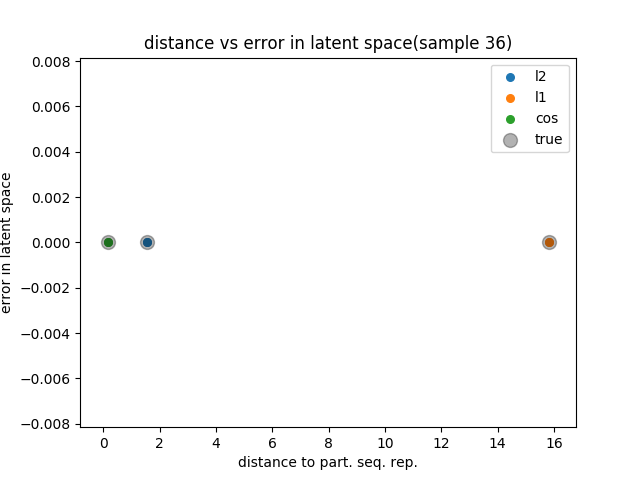 distance vs error in latent space(sample 36)
l2
l1
cos
true
error in latent space
0.008
0.006
0.004
0.002
0.000
−0.002
−0.004
−0.006
−0.008
0 2 4 6 8 10 12 14 16
distance to part. seq. rep.